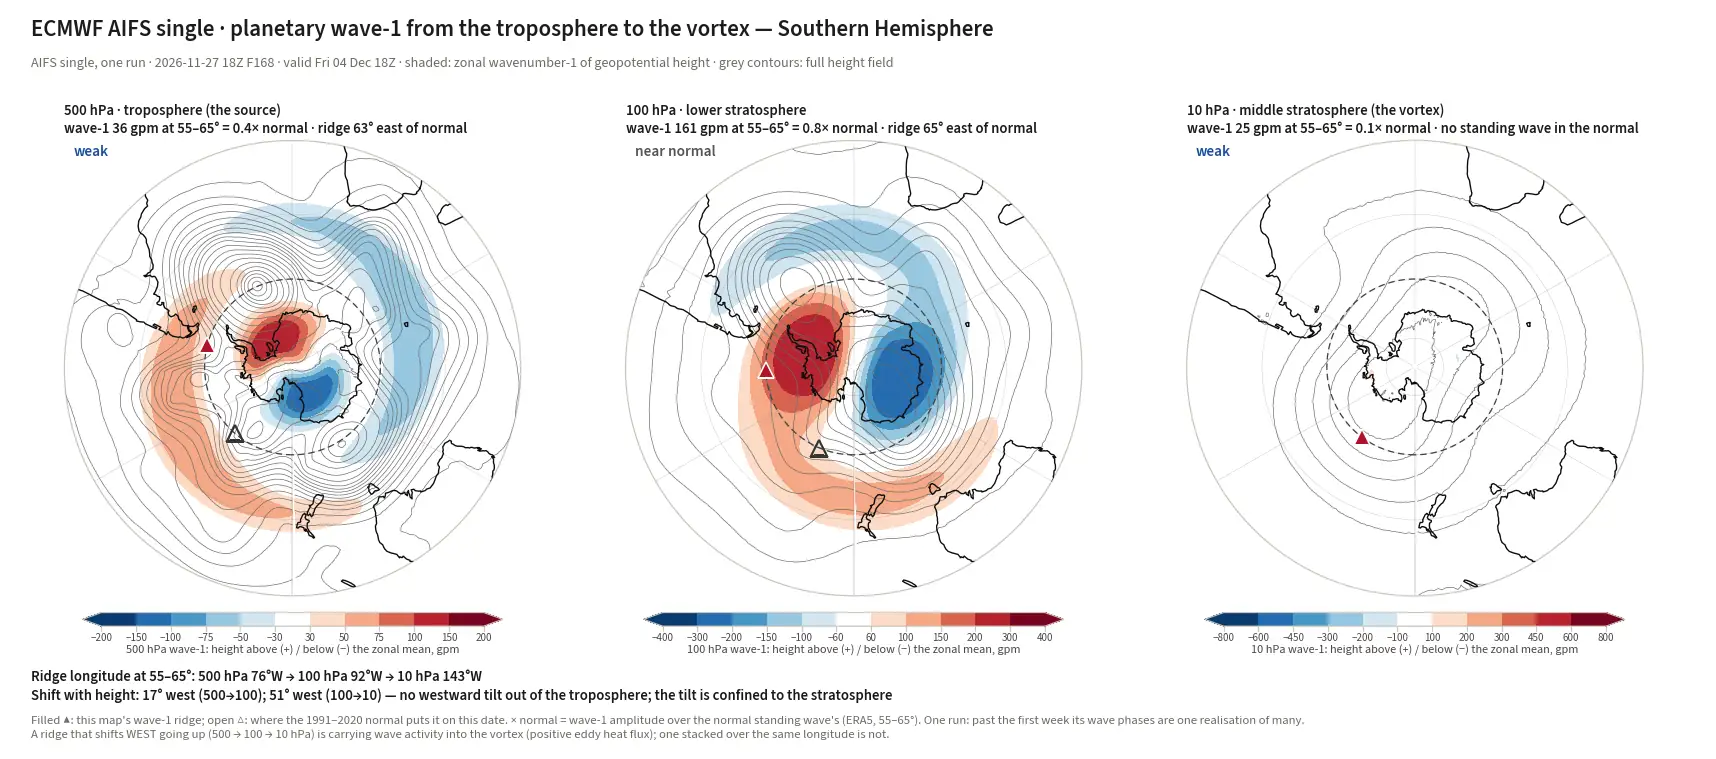 ECMWF AIFS single · planetary wave-1 from the troposphere to the vortex — Southern Hemisphere
AIFS single, one run · 2026-11-27 18Z F168 · valid Fri 04 Dec 18Z · shaded: zonal wavenumber-1 of geopotential height · grey contours: full height field
500 hPa · troposphere (the source)
wave-1 36 gpm at 55–65° = 0.4× normal · ridge 63° east of normal
weak
100 hPa · lower stratosphere
wave-1 161 gpm at 55–65° = 0.8× normal · ridge 65° east of normal
near normal
10 hPa · middle stratosphere (the vortex)
wave-1 25 gpm at 55–65° = 0.1× normal · no standing wave in the normal
weak
−200 −150 −100 −75 −50 −30 30 50 75 100 150 200
500 hPa wave-1: height above (+) / below (−) the zonal mean, gpm
−400 −300 −200 −150 −100 −60 60 100 150 200 300 400
100 hPa wave-1: height above (+) / below (−) the zonal mean, gpm
−800 −600 −450 −300 −200 −100 100 200 300 450 600 800
10 hPa wave-1: height above (+) / below (−) the zonal mean, gpm
Ridge longitude at 55–65°: 500 hPa 76°W → 100 hPa 92°W → 10 hPa 143°W
Shift with height: 17° west (500→100); 51° west (100→10) — no westward tilt out of the troposphere; the tilt is confined to the stratosphere
Filled ▲: this map's wave-1 ridge; open △: where the 1991–2020 normal puts it on this date. × normal = wave-1 amplitude over the normal standing wave's (ERA5, 55–65°). One run: past the first week its wave phases are one realisation of many.
A ridge that shifts WEST going up (500 → 100 → 10 hPa) is carrying wave activity into the vortex (positive eddy heat flux); one stacked over the same longitude is not.